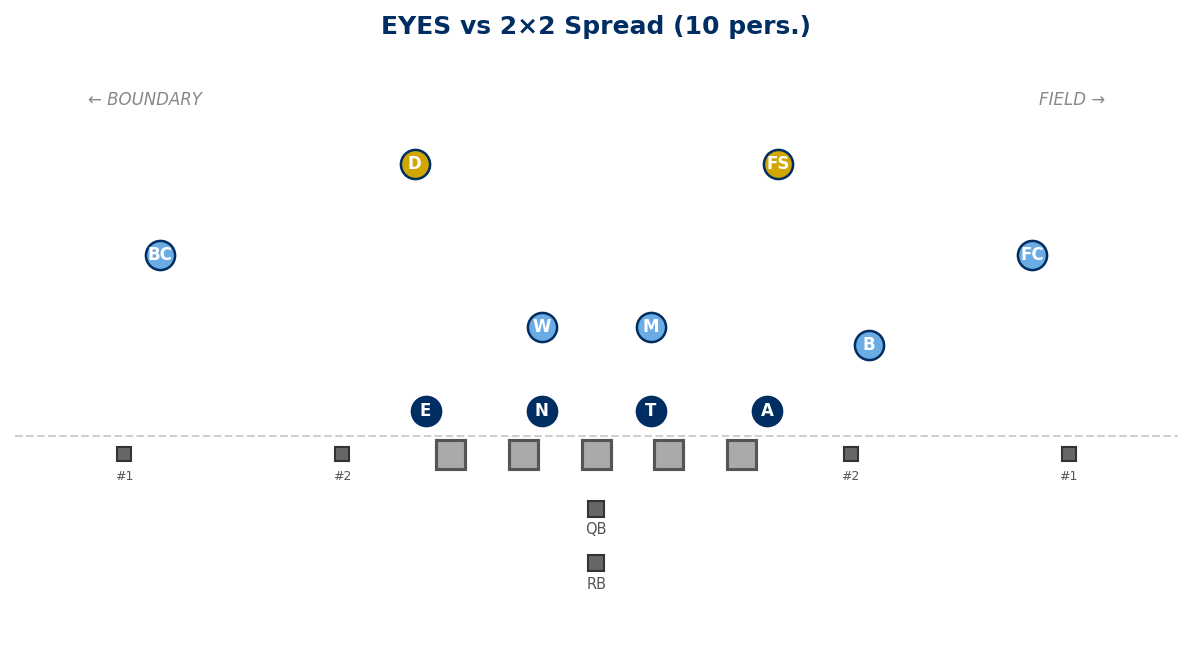 EYES vs 2×2 Spread (10 pers.)
← BOUNDARY
FIELD →
D
FS
BC
FC
W
M
B
E
N
T
A
#1
#2
#2
#1
QB
RB